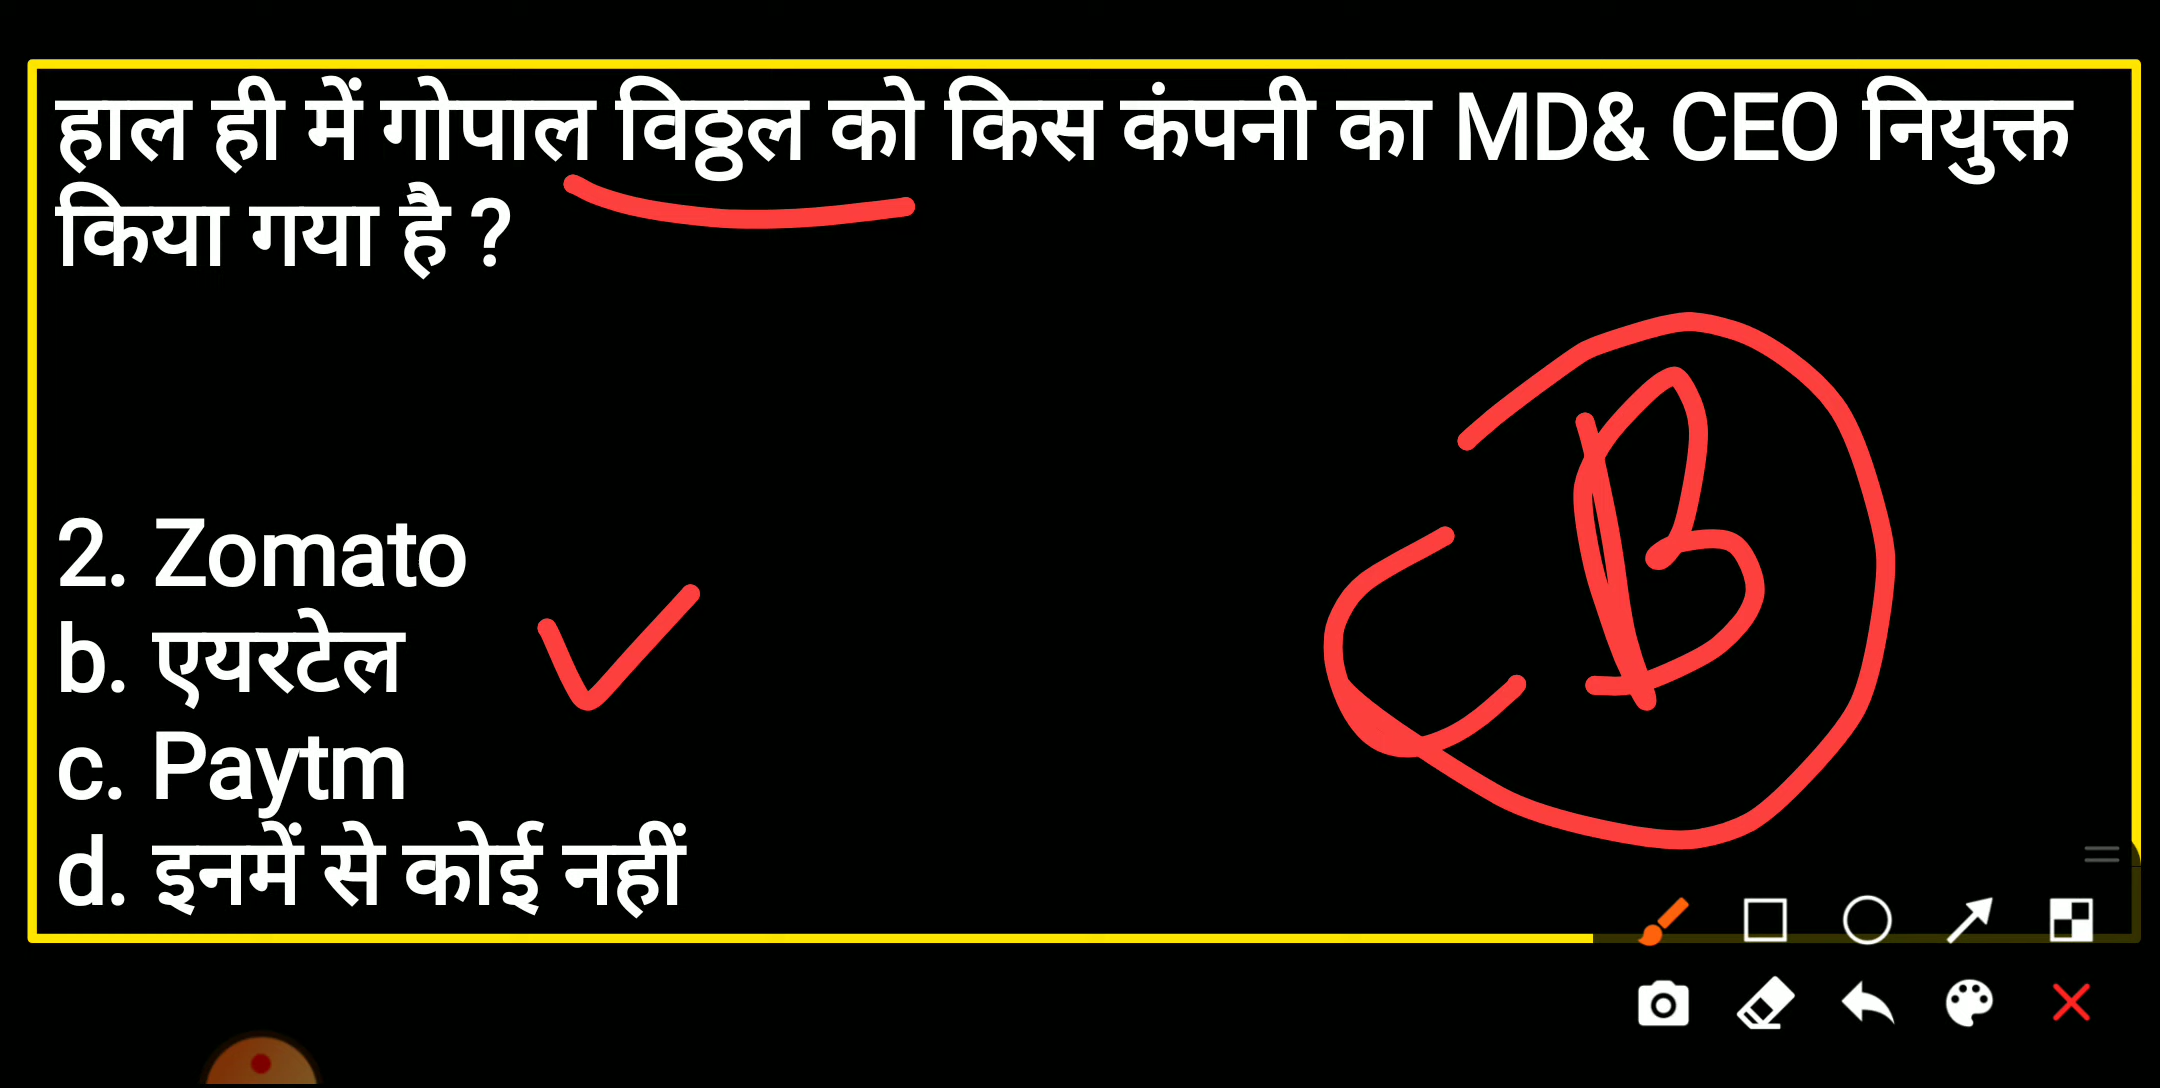 हाल ही में गोपाल विठ्ठल को किस कंपनी का MD& CEO नियुक्त
किया गया है ?
B
2. Zomato
b. एयरटेल
c. Paytm
d. इनमें से कोई नहीं